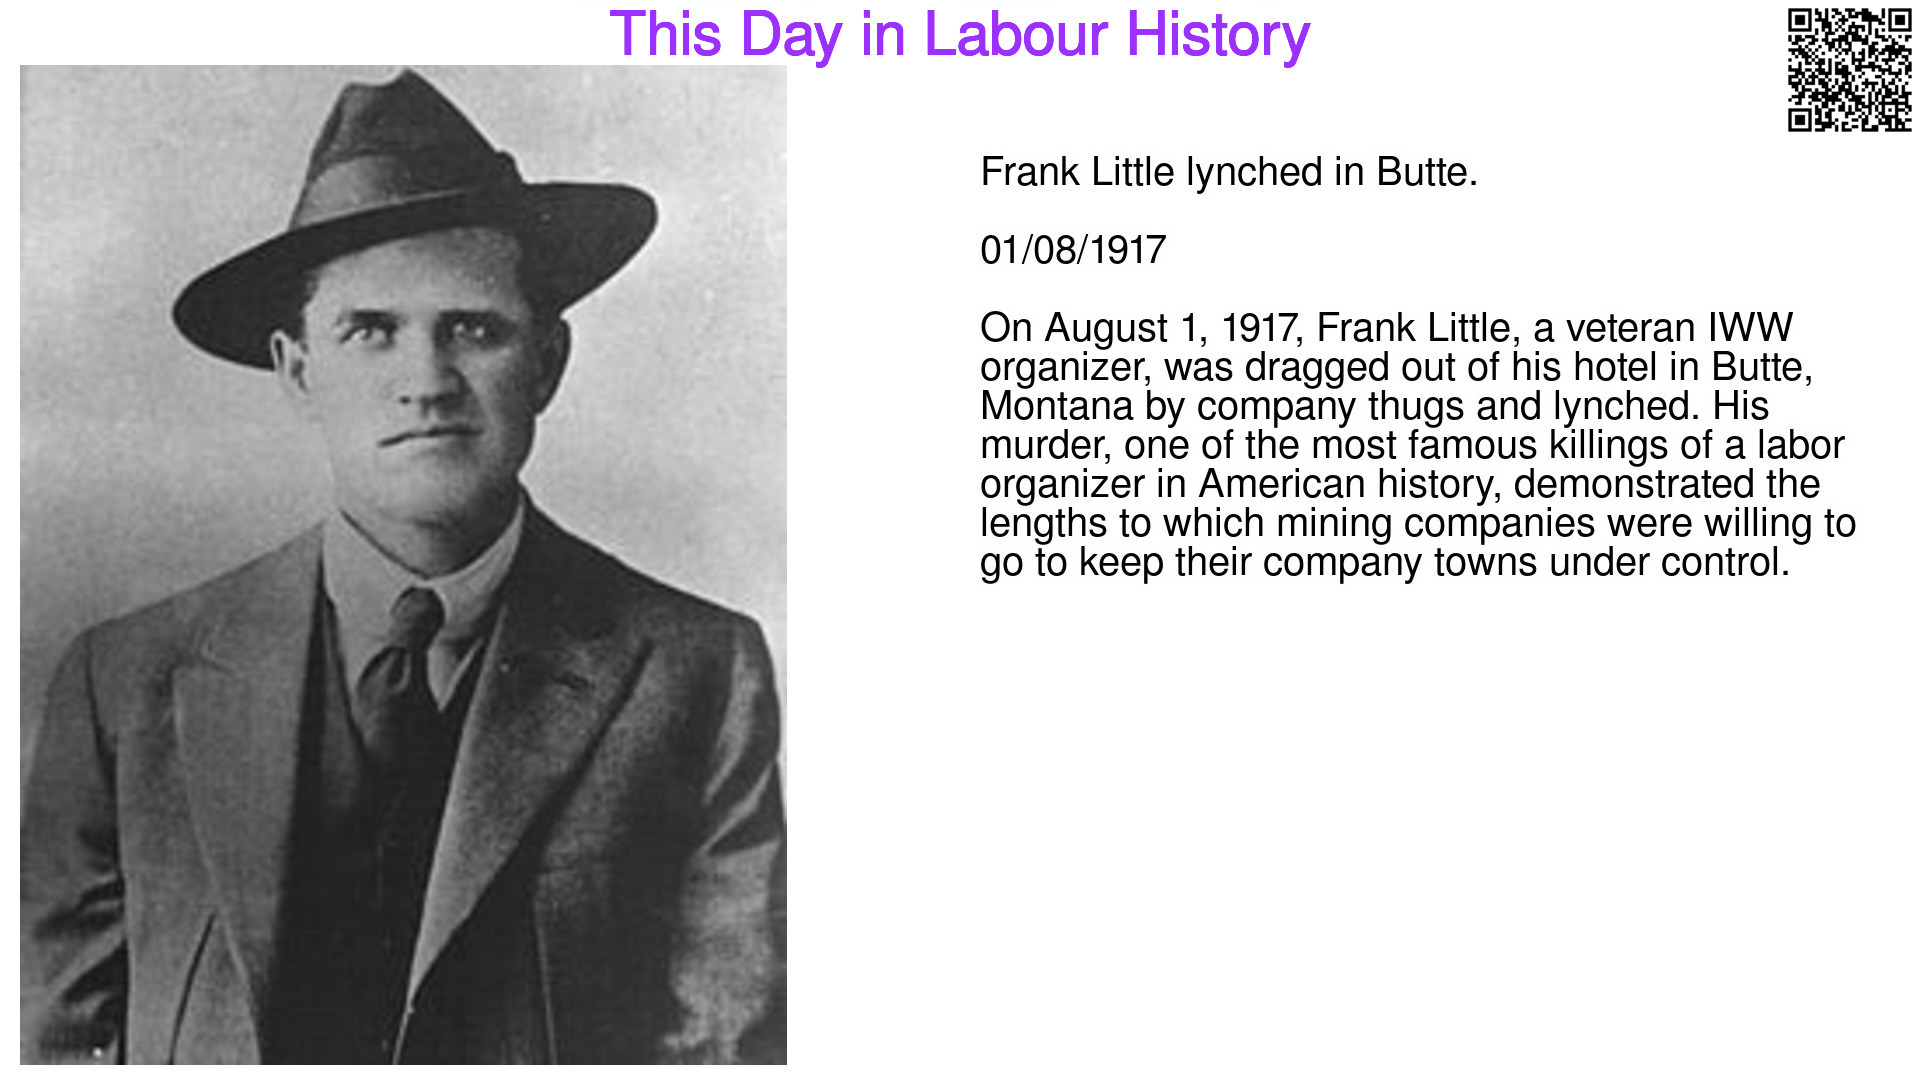 This Day in Labour History
Frank Little lynched in Butte.
01/08/1917
On August 1, 1917, Frank Little, a veteran IWW
organizer, was dragged out of his hotel in Butte,
Montana by company thugs and lynched. His
murder, one of the most famous killings of a labor
organizer in American history, demonstrated the
lengths to which mining companies were willing to
go to keep their company towns under control.